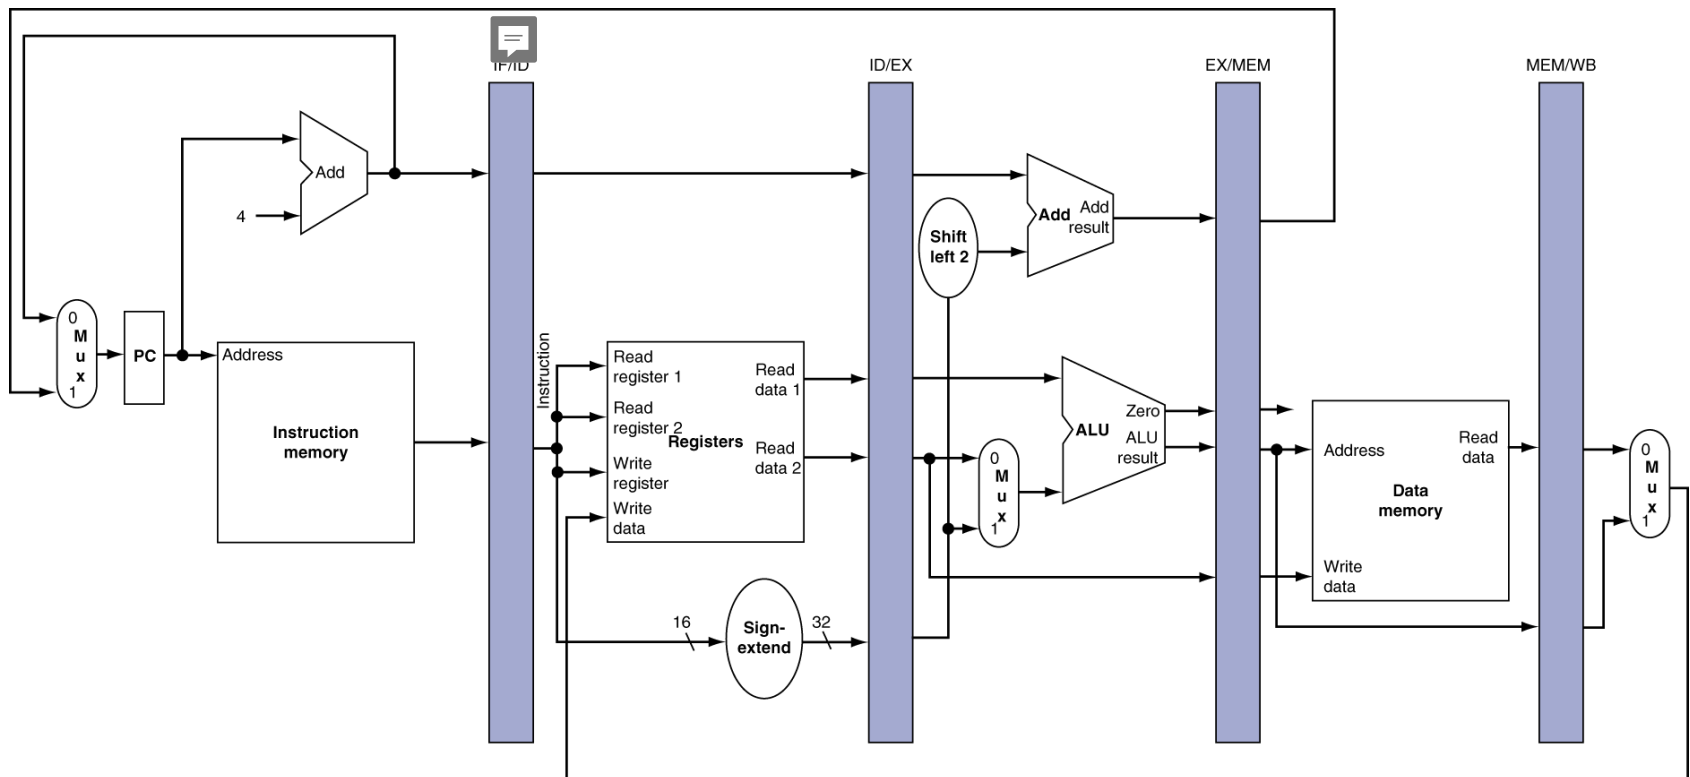 IF/ID
ID/EX
EX/MEM
MEM/WB
Add
4
Add
Add
result
Shift
left 2
0
M
u
x
1
PC
Address
Instruction
memory
Instruction
Read
register 1
Read
register 2
Write
register
Write
data
Registers
Read
data 1
Read
data 2
16
Sign-
extend
32
0
M
u
x
1
ALU
Zero
ALU
result
Address
Read
data
Data
memory
Write
data
0
M
u
x
1